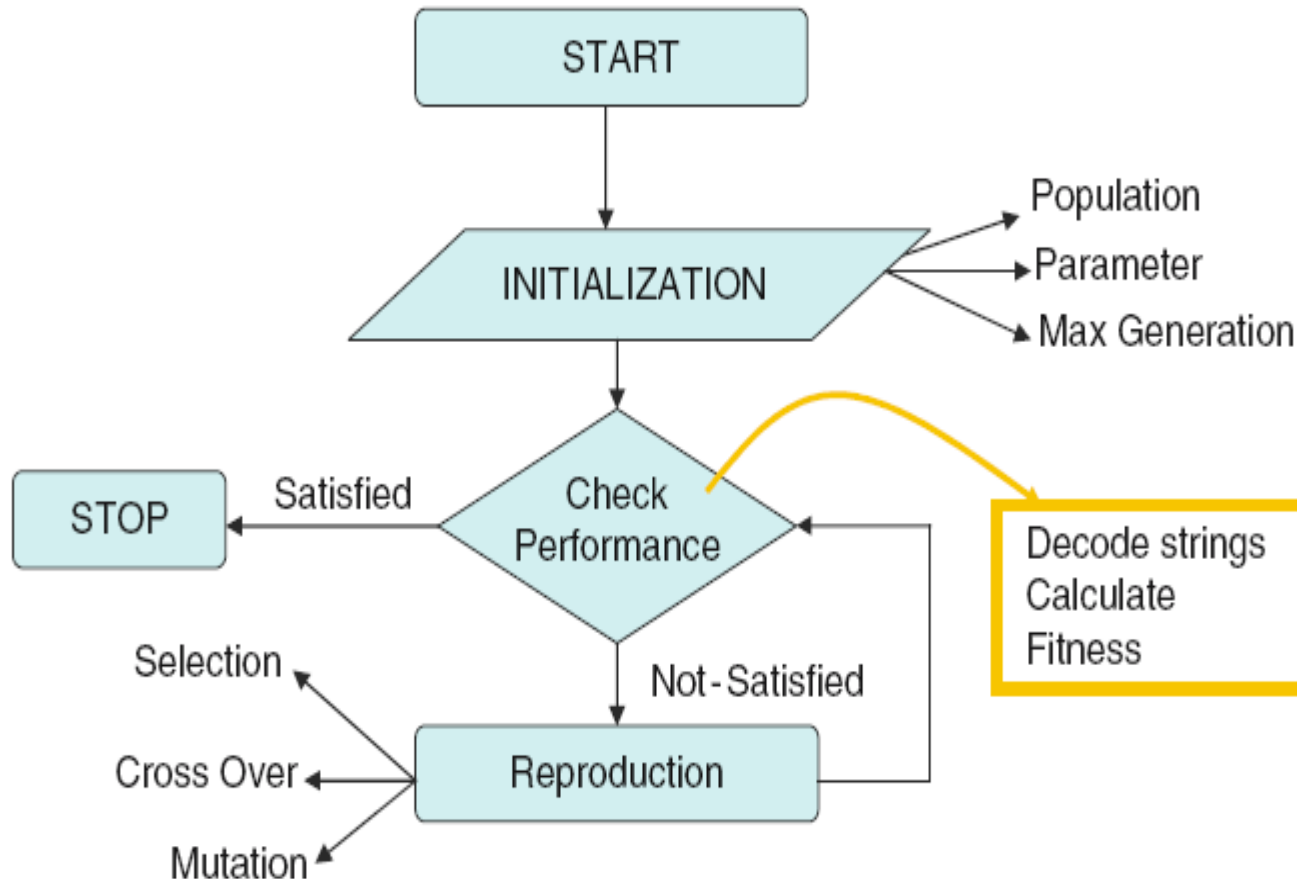 START
INITIALIZATION
Population
Parameter
Max Generation
Check
Performance
Satisfied
STOP
Decode strings
Calculate
Fitness
Not-Satisfied
Reproduction
Selection
Cross Over
Mutation